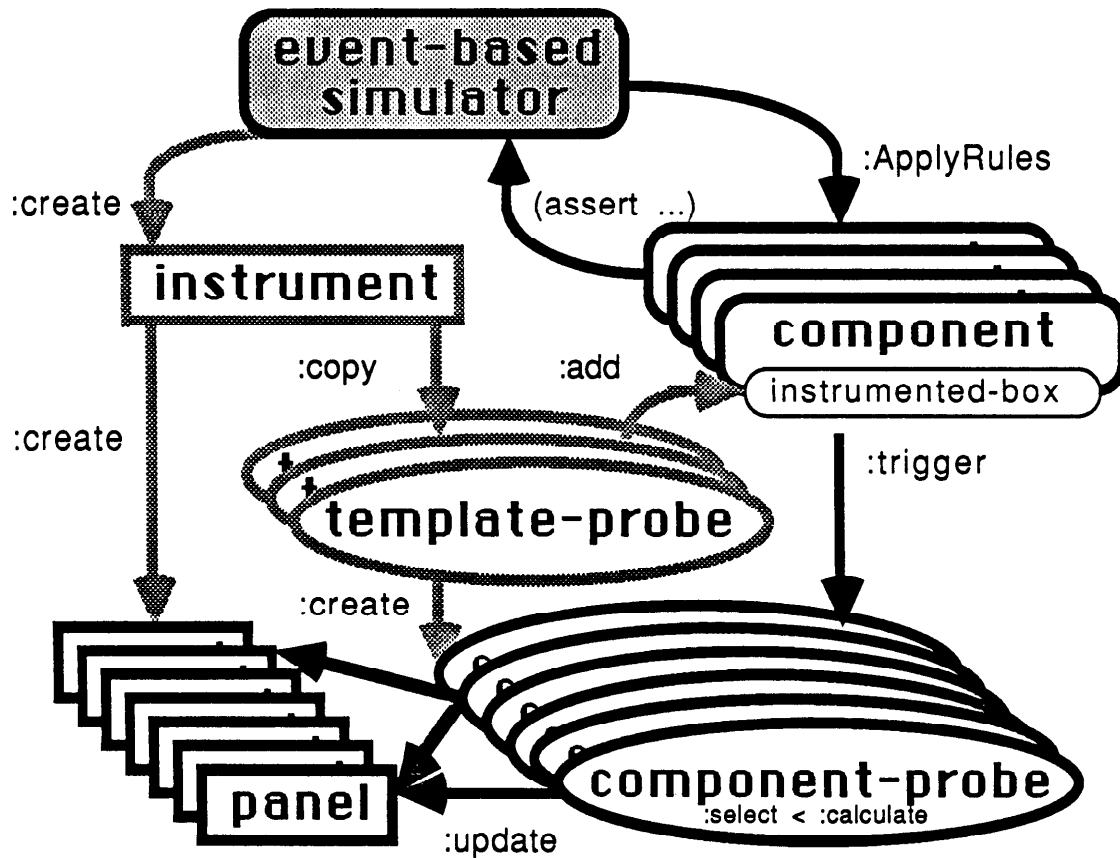 event-based
simulator
:ApplyRules
:create
(assert ...)
instrument
component
:copy
:add
instrumented-box
:create
:trigger
template-probe
:create
component-probe
:select < :calculate
panel
:update